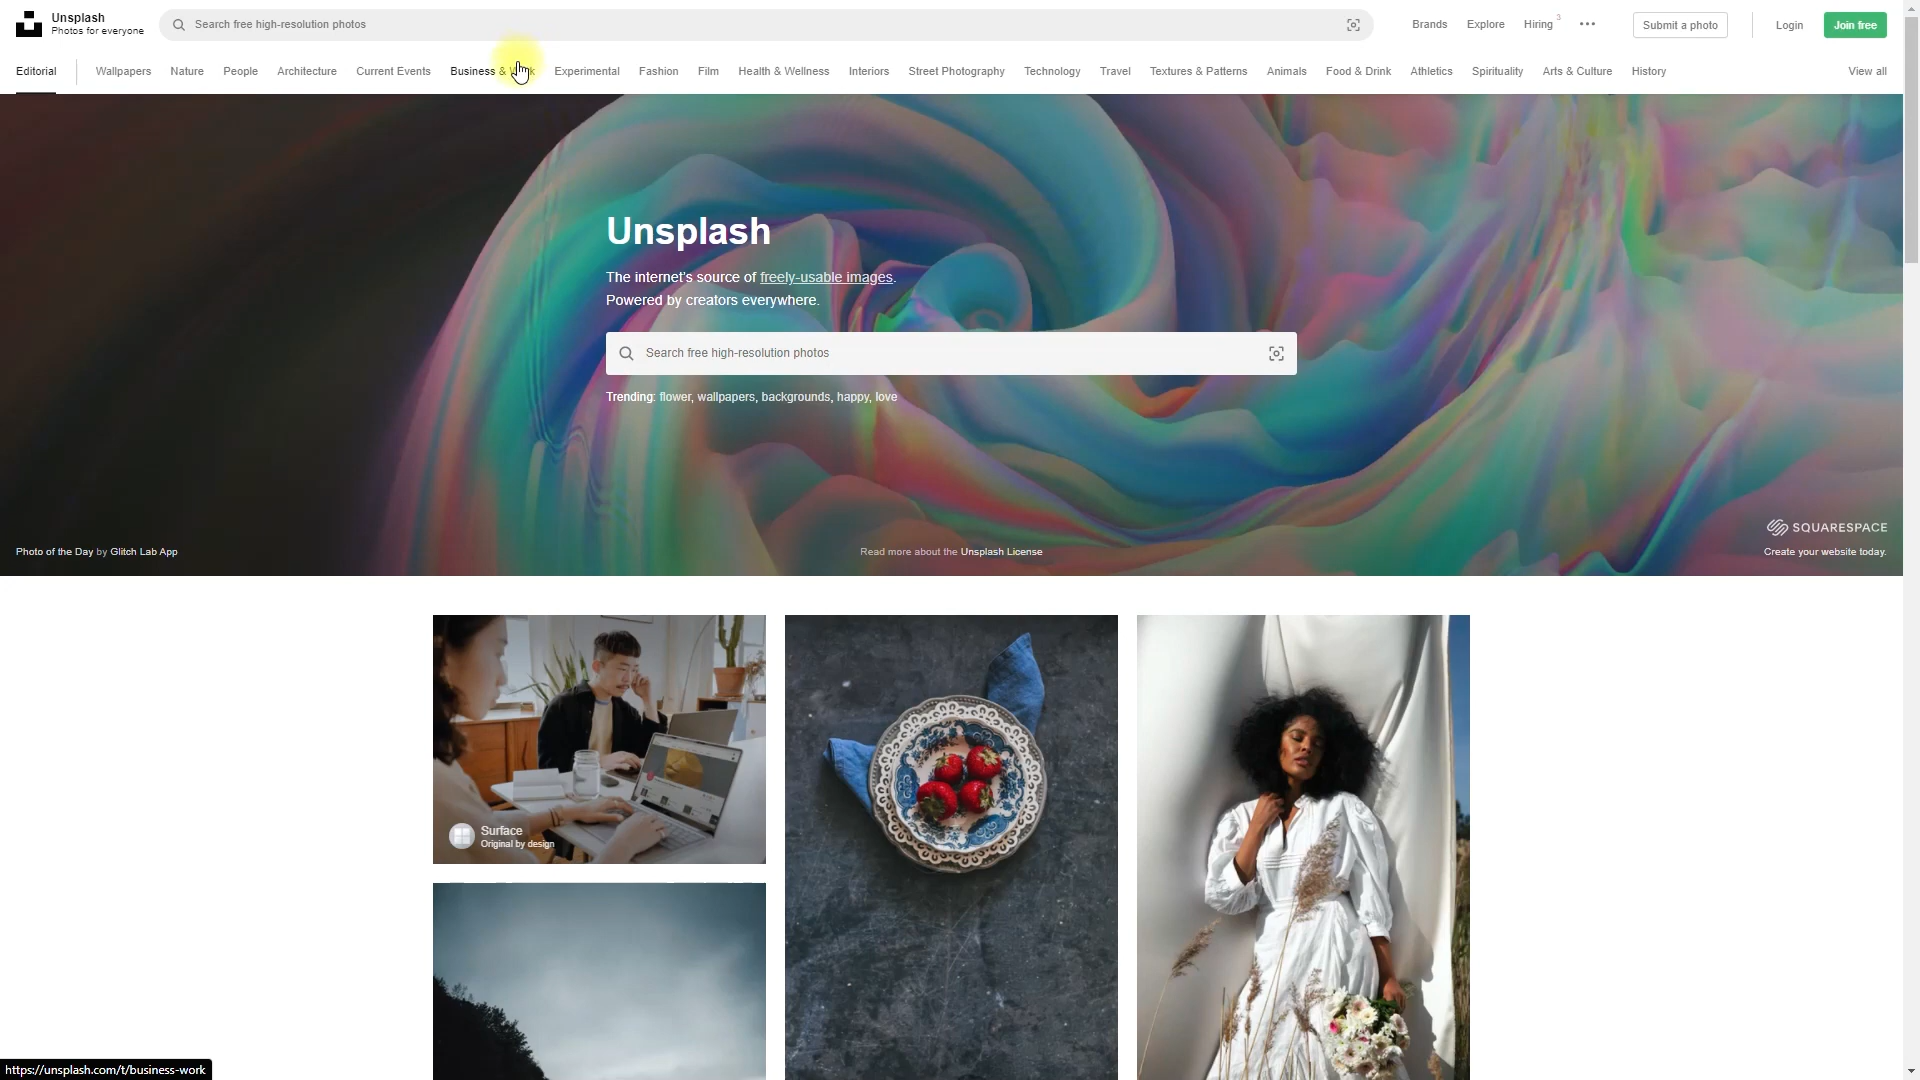 Unsplash
Photos for everyone
Search free high-resolution photos
Brands
Explore
Hiring 3
Submit a photo
Login
Join free
Editorial
Wallpapers
Nature
People
Architecture
Current Events
Business &
Experimental
Fashion
Film
Health & Wellness
Interiors
Street Photography
Technology
Travel
Textures & Patterns
Animals
Food & Drink
Athletics
Spirituality
Arts & Culture
History
View all
Unsplash
The internet's source of freely-usable images.
Powered by creators everywhere.
Search free high-resolution photos
Trending: flower, wallpapers, backgrounds, happy, love
SQUARESPACE
Photo of the Day by Glitch Lab App
Read more about the Unsplash License
Create your website today.
Surface
Original by design
https://unsplash.com/t/business-work